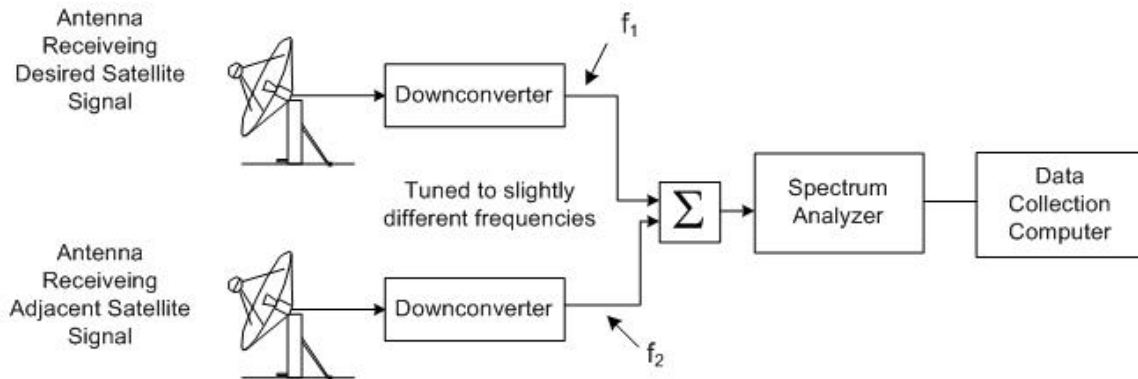 Antenna
Receiveing
Desired Satellite
Signal
Downconverter
f₁
Tuned to slightly
different frequencies
Σ
Spectrum
Analyzer
Data
Collection
Computer
Antenna
Receiveing
Adjacent Satellite
Signal
Downconverter
f₂